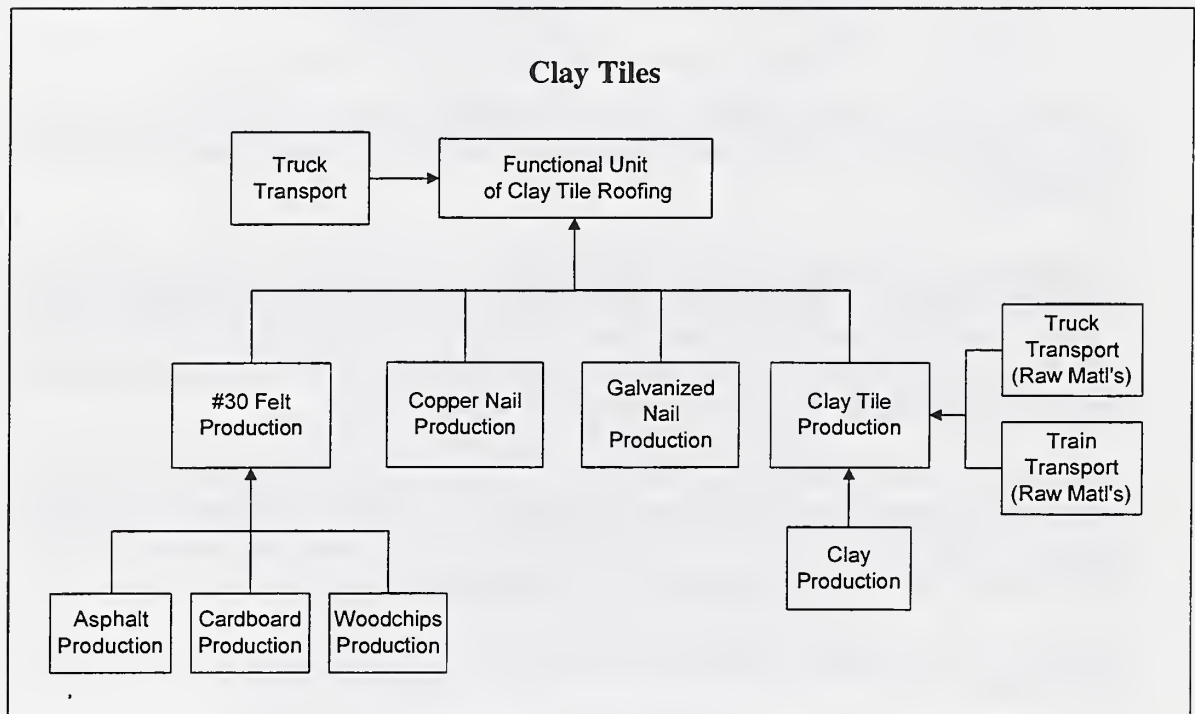 Clay Tiles
Truck
Transport
Functional Unit
of Clay Tile Roofing
#30 Felt
Production
Copper Nail
Production
Galvanized
Nail
Production
Clay Tile
Production
Truck
Transport
(Raw Matl's)
Train
Transport
(Raw Matl's)
Clay
Production
Asphalt
Production
Cardboard
Production
Woodchips
Production